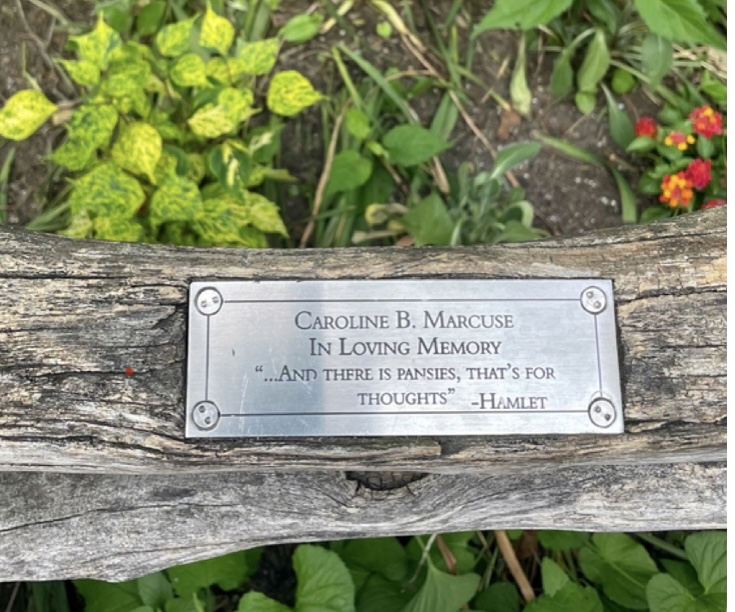 Caroline B. Marcuse
In Loving Memory
“...And there is pansies, that’s for
thoughts” -Hamlet